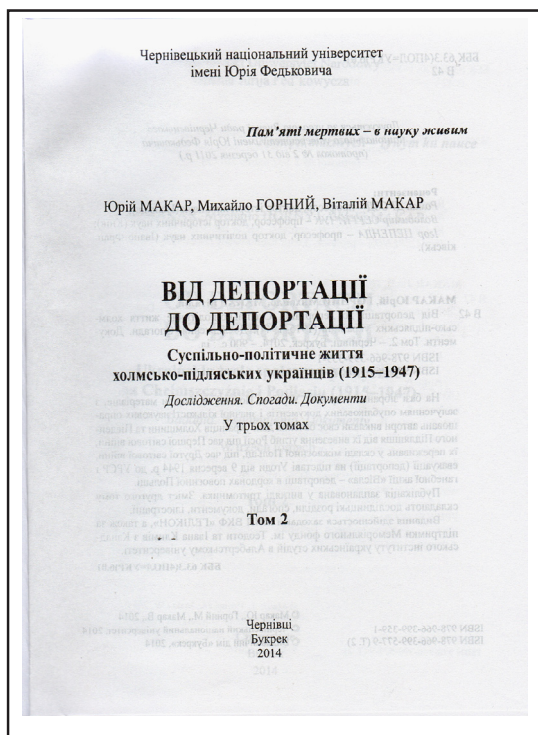 Чернівецький національний університет
імені Юрія Федьковича
Пам’яті мертвих – в науку живим
Юрій МАКАР, Михайло ГОРНИЙ, Віталій МАКАР
ВІД ДЕПОРТАЦІЇ
ДО ДЕПОРТАЦІЇ
Суспільно-політичне життя
холмсько-підляських українців (1915–1947)
Дослідження. Спогади. Документи
У трьох томах
Том 2
Чернівці
Букрек
2014